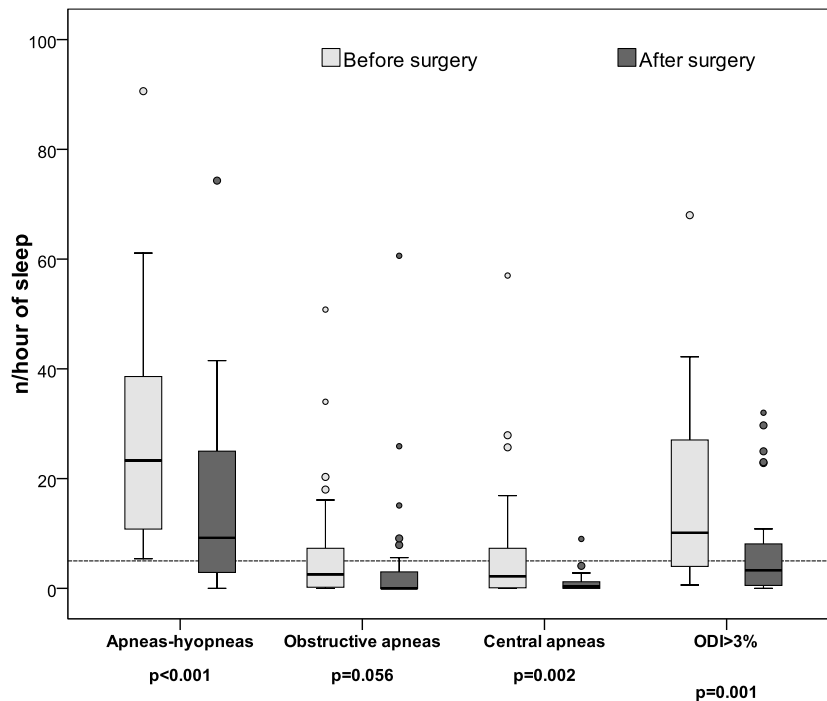 100
Before surgery
After surgery
80
60
40
20
0
n/hour of sleep
Apneas-hyopneas
Obstructive apneas
Central apneas
ODI>3%
p<0.001
p=0.056
p=0.002
p=0.001